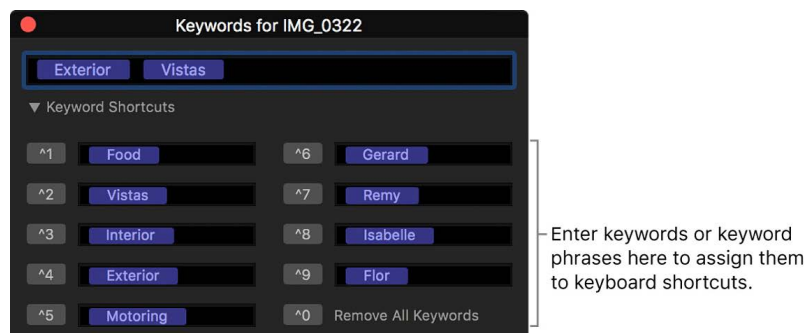 Keywords for IMG_0322
Exterior Vistas
▼ Keyword Shortcuts
^1 Food ^6 Gerard
^2 Vistas ^7 Remy
^3 Interior ^8 Isabelle
^4 Exterior ^9 Flor
^5 Motoring ^0 Remove All Keywords
Enter keywords or keyword
phrases here to assign them
to keyboard shortcuts.